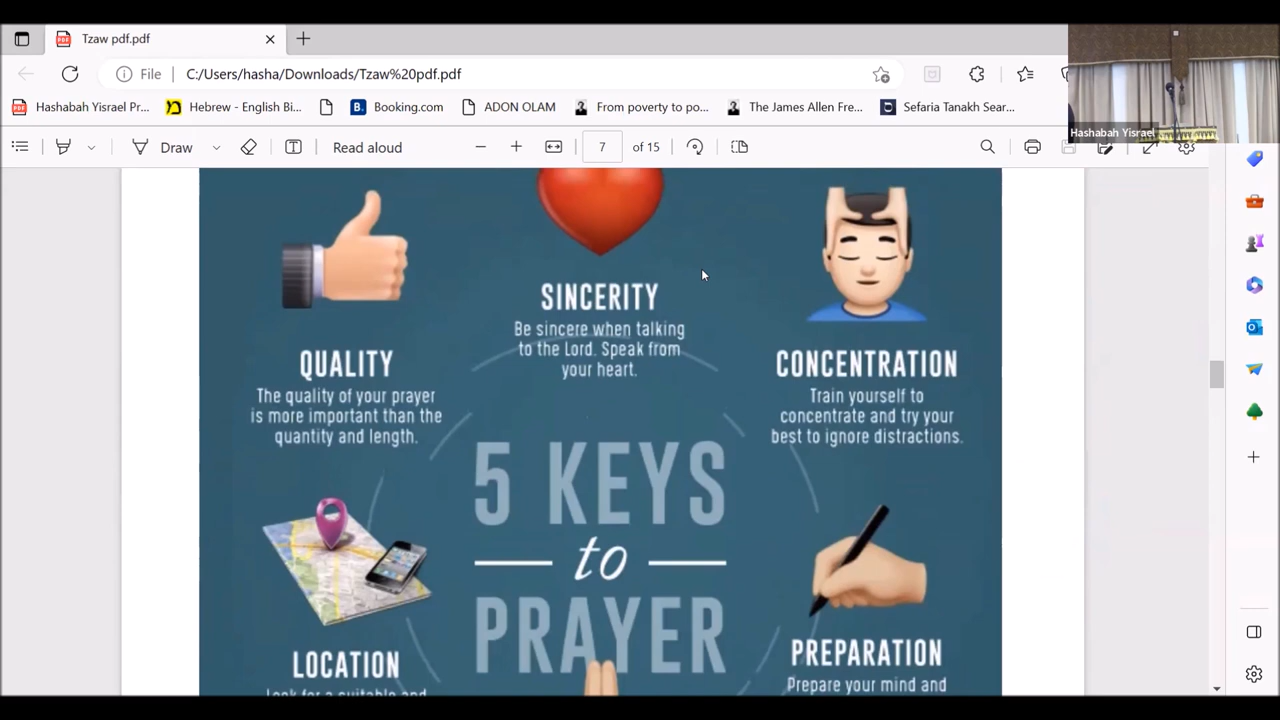 Tzaw pdf.pdf
File
C:/Users/hasha/Downloads/Tzaw%20pdf.pdf
Hashabah Yisrael Pr...
Hebrew - English Bi...
Booking.com
ADON OLAM
From poverty to po...
The James Allen Fre...
Sefaria Tanakh Sear...
Hashabah Yisrael
Draw
Read aloud
7
of 15
SINCERITY
Be sincere when talking
to the Lord. Speak from
your heart.
QUALITY
The quality of your prayer
is more important than the
quantity and length.
CONCENTRATION
Train yourself to
concentrate and try your
best to ignore distractions.
5 KEYS
to
PRAYER
LOCATION
Look for a suitable and
PREPARATION
Prepare your mind and